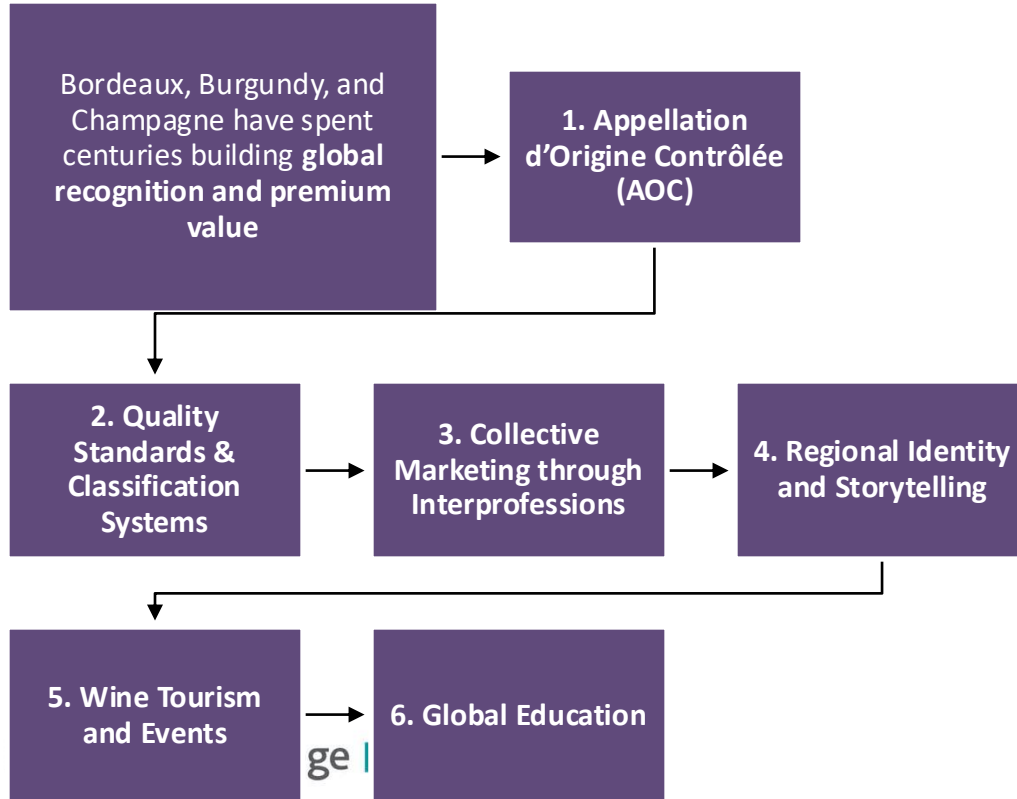 Bordeaux, Burgundy, and
Champagne have spent
centuries building global
recognition and premium
value
1. Appellation
d’Origine Contrôlée
(AOC)
2. Quality
Standards &
Classification
Systems
3. Collective
Marketing through
Interprofessions
4. Regional Identity
and Storytelling
5. Wine Tourism
and Events
6. Global Education
ge